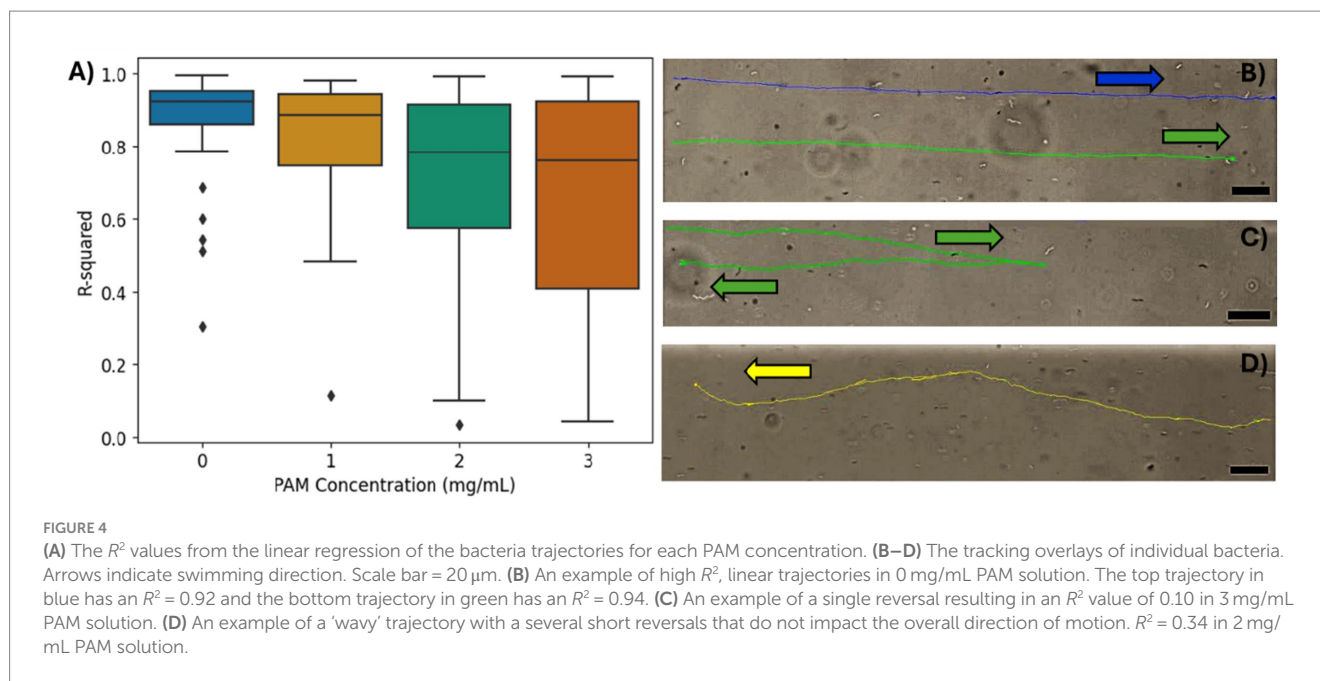 A)
1.0
0.8
0.6
0.4
0.2
0.0
R-squared
0 1 2 3
PAM Concentration (mg/mL)
B)
C)
D)
FIGURE 4
(A) The R² values from the linear regression of the bacteria trajectories for each PAM concentration. (B–D) The tracking overlays of individual bacteria.
Arrows indicate swimming direction. Scale bar = 20 μm. (B) An example of high R², linear trajectories in 0 mg/mL PAM solution. The top trajectory in
blue has an R² = 0.92 and the bottom trajectory in green has an R² = 0.94. (C) An example of a single reversal resulting in an R² value of 0.10 in 3 mg/mL
PAM solution. (D) An example of a ‘wavy’ trajectory with a several short reversals that do not impact the overall direction of motion. R² = 0.34 in 2 mg/
mL PAM solution.